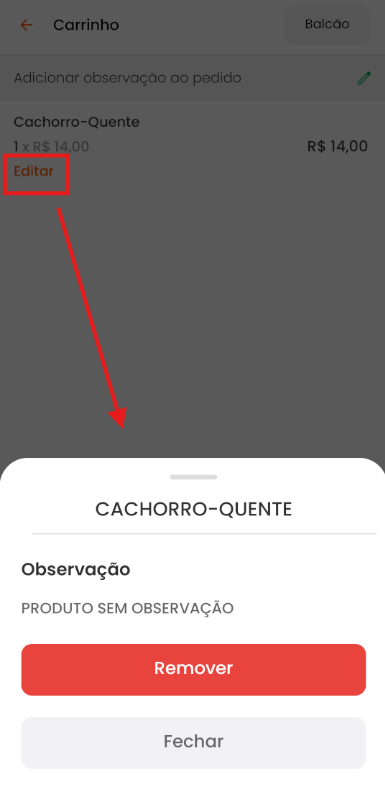 Carrinho
Balcão
Adicionar observação ao pedido
Cachorro-Quente
1 x R$ 14,00
R$ 14,00
Editar
CACHORRO-QUENTE
Observação
PRODUTO SEM OBSERVAÇÃO
Remover
Fechar